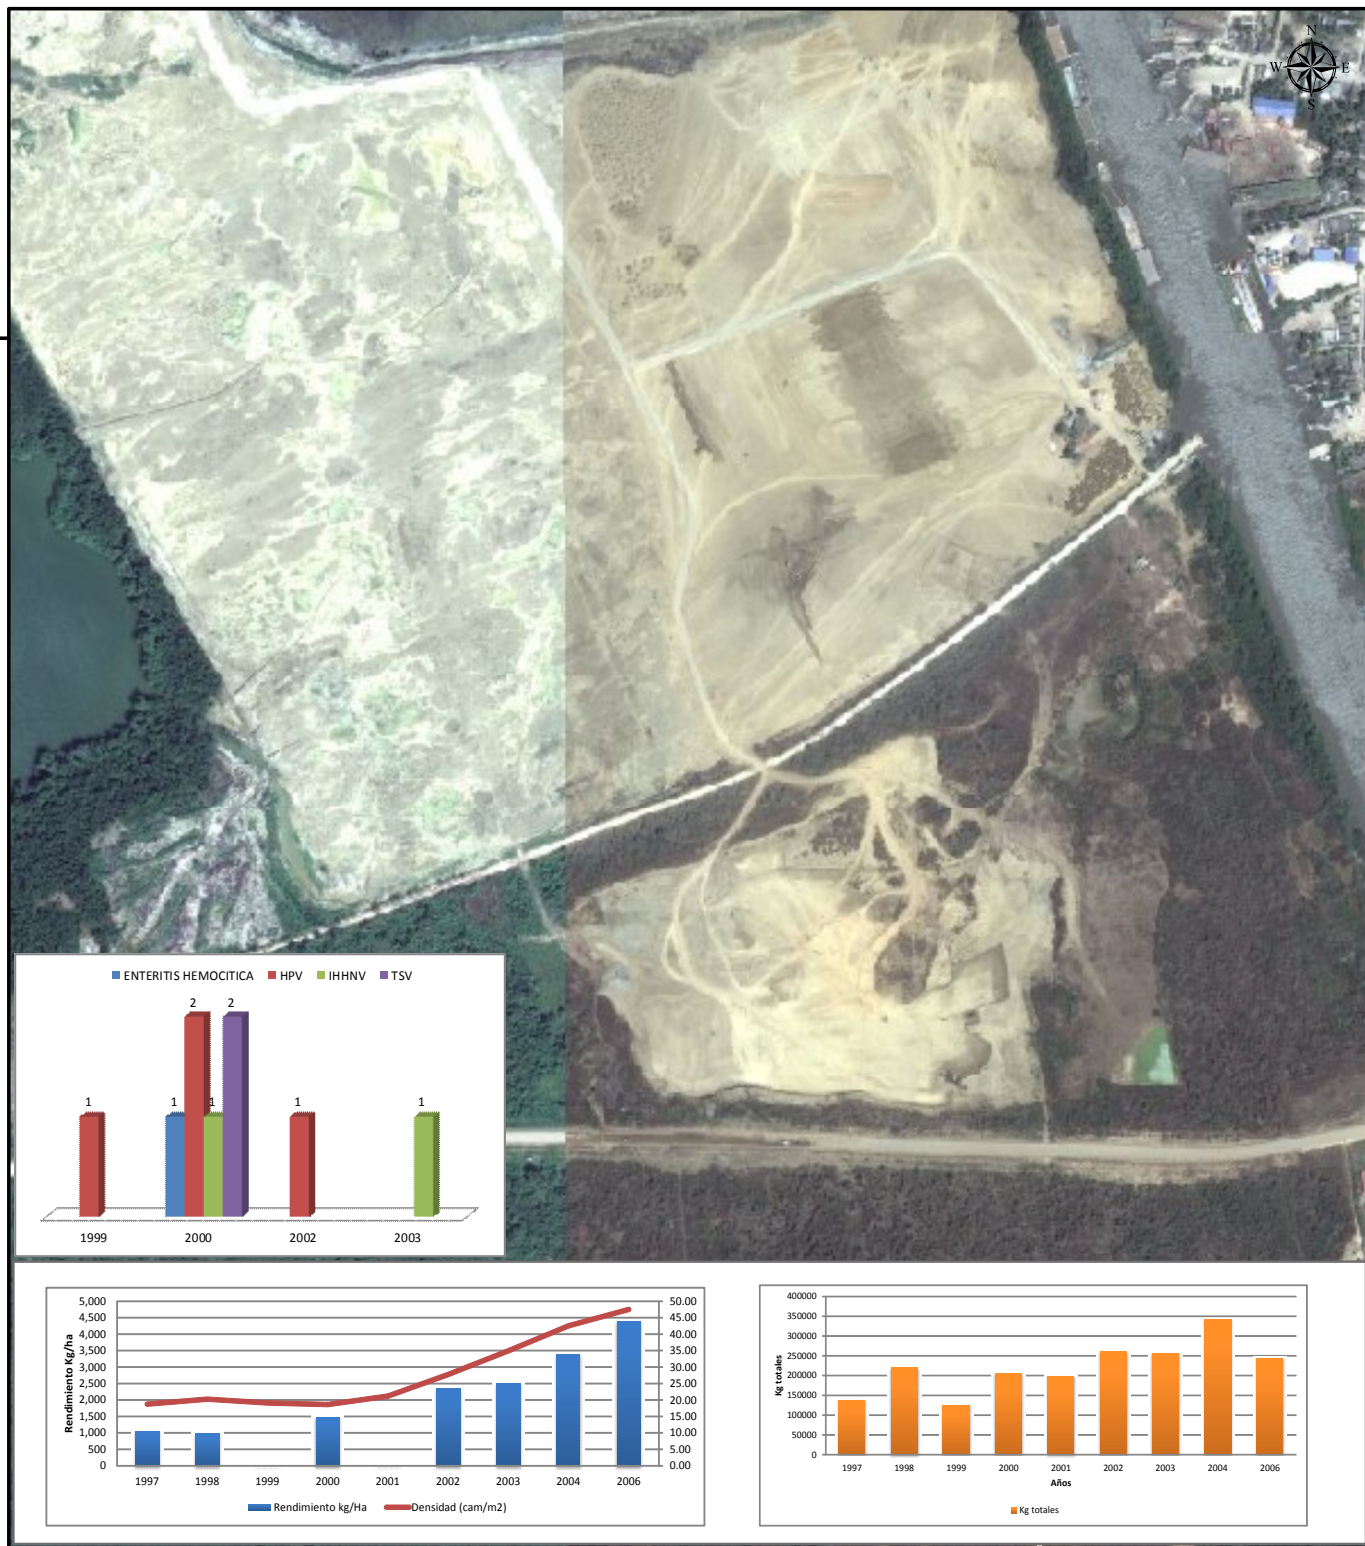 N
W E
S
ENTERITIS HEMOCITICA HPV IHHNV TSV
2 2
1 1 1 1 1
1999 2000 2002 2003
Rendimiento Kg/ha
5,000
4,500
4,000
3,500
3,000
2,500
2,000
1,500
1,000
500
0
50.00
45.00
40.00
35.00
30.00
25.00
20.00
15.00
10.00
5.00
0.00
1997 1998 1999 2000 2001 2002 2003 2004 2006
Rendimiento kg/Ha Densidad (cam/m2)
Kg totales
400000
350000
300000
250000
200000
150000
100000
50000
0
1997 1998 1999 2000 2001 2002 2003 2004 2006
Años
Kg totales